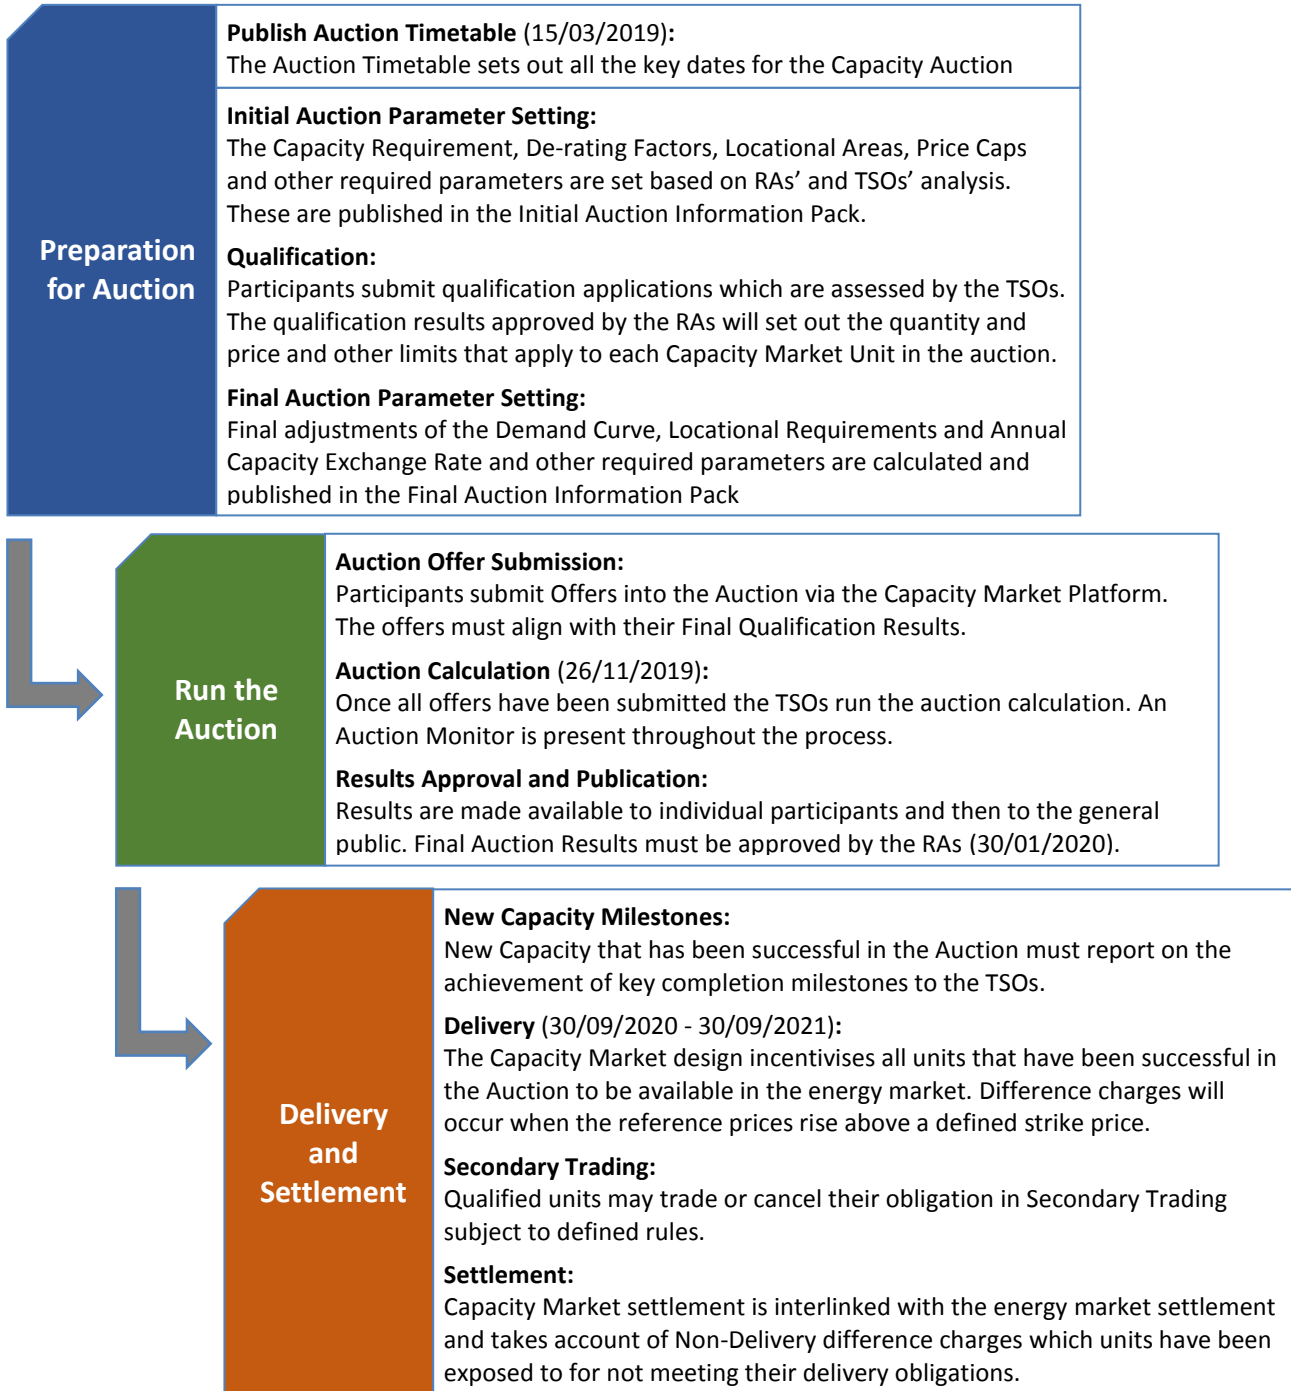 Preparation
for Auction
Publish Auction Timetable (15/03/2019):
The Auction Timetable sets out all the key dates for the Capacity Auction
Initial Auction Parameter Setting:
The Capacity Requirement, De-rating Factors, Locational Areas, Price Caps
and other required parameters are set based on RAs’ and TSOs’ analysis.
These are published in the Initial Auction Information Pack.
Qualification:
Participants submit qualification applications which are assessed by the TSOs.
The qualification results approved by the RAs will set out the quantity and
price and other limits that apply to each Capacity Market Unit in the auction.
Final Auction Parameter Setting:
Final adjustments of the Demand Curve, Locational Requirements and Annual
Capacity Exchange Rate and other required parameters are calculated and
published in the Final Auction Information Pack
Run the
Auction
Auction Offer Submission:
Participants submit Offers into the Auction via the Capacity Market Platform.
The offers must align with their Final Qualification Results.
Auction Calculation (26/11/2019):
Once all offers have been submitted the TSOs run the auction calculation. An
Auction Monitor is present throughout the process.
Results Approval and Publication:
Results are made available to individual participants and then to the general
public. Final Auction Results must be approved by the RAs (30/01/2020).
Delivery
and
Settlement
New Capacity Milestones:
New Capacity that has been successful in the Auction must report on the
achievement of key completion milestones to the TSOs.
Delivery (30/09/2020 - 30/09/2021):
The Capacity Market design incentivises all units that have been successful in
the Auction to be available in the energy market. Difference charges will
occur when the reference prices rise above a defined strike price.
Secondary Trading:
Qualified units may trade or cancel their obligation in Secondary Trading
subject to defined rules.
Settlement:
Capacity Market settlement is interlinked with the energy market settlement
and takes account of Non-Delivery difference charges which units have been
exposed to for not meeting their delivery obligations.